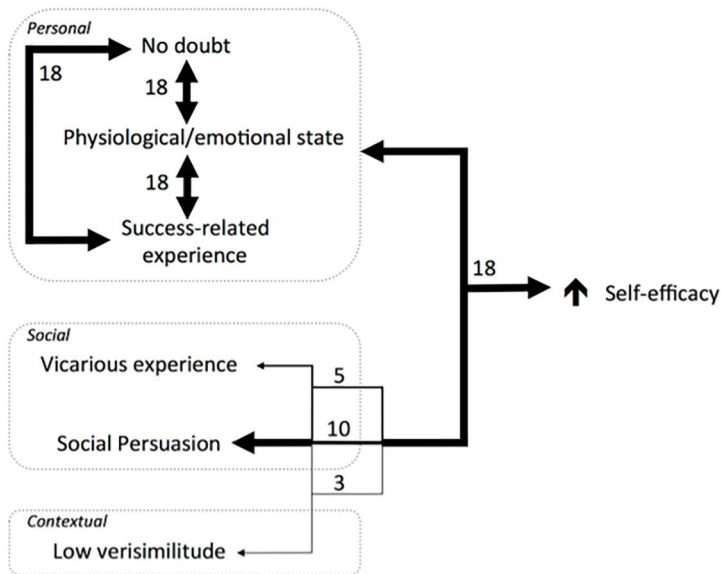 Personal
No doubt
18
18
Physiological/emotional state
18
Success-related
experience
18
Self-efficacy
Social
Vicarious experience
5
10
Social Persuasion
3
Contextual
Low verisimilitude